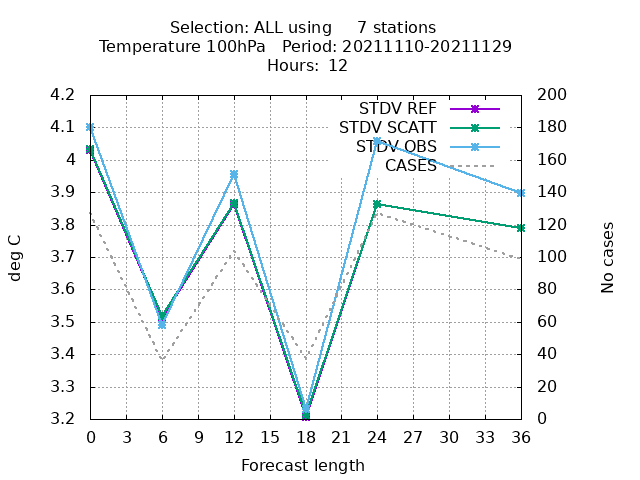 Selection: ALL using     7 stations
Temperature 100hPa   Period: 20211110-20211129
Hours:  12
STDV REF
STDV SCATT
STDV OBS
CASES
4.2
4.1
4
3.9
3.8
3.7
3.6
3.5
3.4
3.3
3.2
deg C
200
180
160
140
120
100
80
60
40
20
0
No cases
0 3 6 9 12 15 18 21 24 27 30 33 36
Forecast length